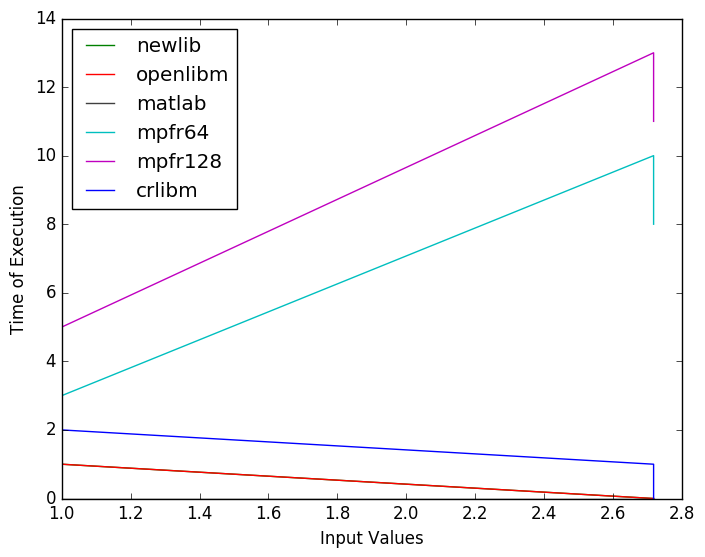 14
12
10
8
6
4
2
0
newlib
openlibm
matlab
mpfr64
mpfr128
crlibm
Time of Execution
1.0 1.2 1.4 1.6 1.8 2.0 2.2 2.4 2.6 2.8
Input Values